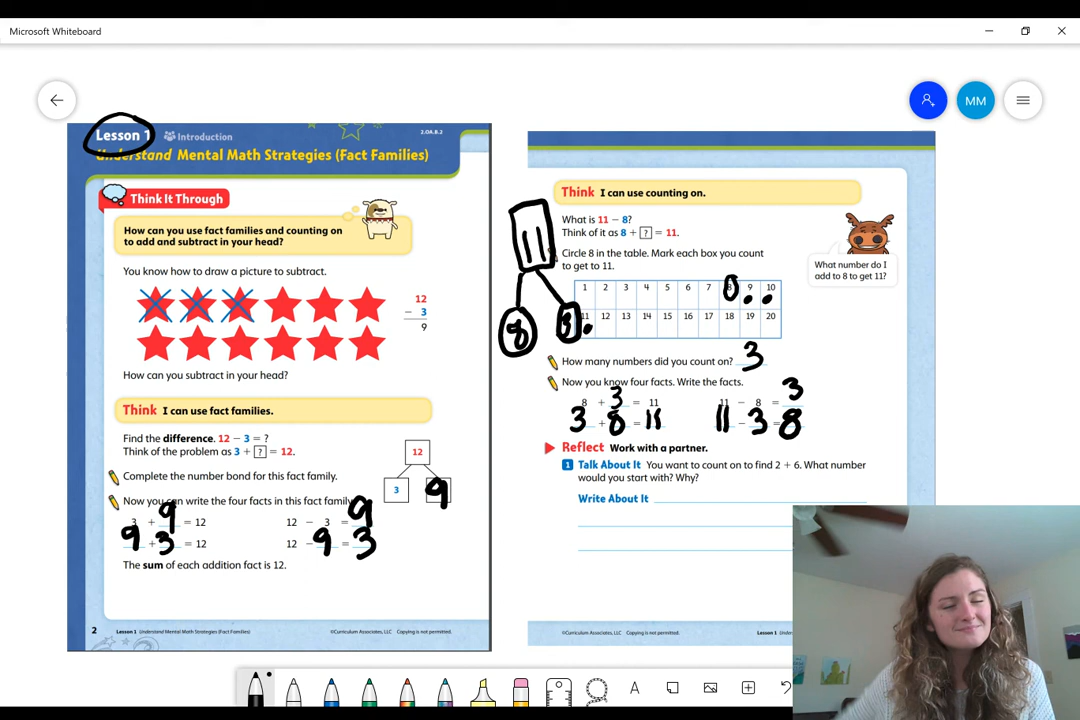 Microsoft Whiteboard
MM
Lesson 1 Introduction
2.OA.B.2
Understand Mental Math Strategies (Fact Families)
Think It Through
How can you use fact families and counting on
to add and subtract in your head?
You know how to draw a picture to subtract.
12
− 3
9
How can you subtract in your head?
Think I can use fact families.
Find the difference. 12 − 3 = ?
Think of the problem as 3 + ? = 12.
12
Complete the number bond for this fact family.
3 9
Now you can write the four facts in this fact family.
3 + 9 = 12 12 − 3 = 9
9 + 3 = 12 12 − 9 = 3
The sum of each addition fact is 12.
2 Lesson 1 Understand Mental Math Strategies (Fact Families) ©Curriculum Associates, LLC Copying is not permitted.
Think I can use counting on.
What is 11 − 8?
Think of it as 8 + ? = 11.
Circle 8 in the table. Mark each box you count
to get to 11.
What number do I
add to 8 to get 11?
11
8 3
1 2 3 4 5 6 7 8 9 10
11 12 13 14 15 16 17 18 19 20
How many numbers did you count on? 3
Now you know four facts. Write the facts.
8 + 3 = 11 11 − 8 = 3
3 + 8 = 11 11 − 3 = 8
Reflect Work with a partner.
1 Talk About It You want to count on to find 2 + 6. What number
would you start with? Why?
Write About It
©Curriculum Associates, LLC Copying is not permitted. Lesson 1
A